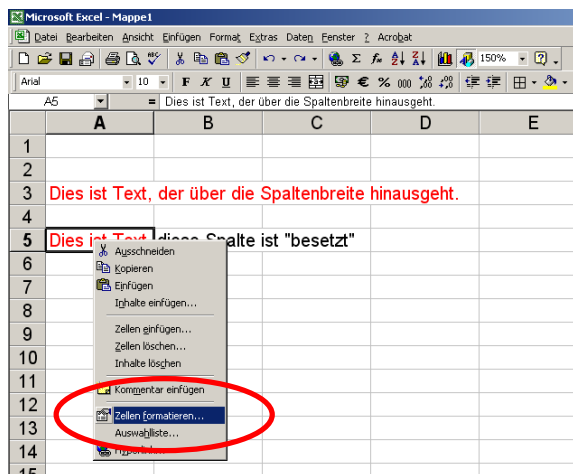 Microsoft Excel - Mappe1
Datei Bearbeiten Ansicht Einfügen Format Extras Daten Fenster ? Acrobat
150%
Arial 10 F K U € % 000
A5 = Dies ist Text, der über die Spaltenbreite hinausgeht.
A B C D E
1
2
3 Dies ist Text, der über die Spaltenbreite hinausgeht.
4
5 Dies ist Text diese Spalte ist "besetzt"
6
7
8
9
10
11
12
13
14
15
Ausschneiden
Kopieren
Einfügen
Inhalte einfügen...
Zellen einfügen...
Zellen löschen...
Inhalte löschen
Kommentar einfügen
Zellen formatieren...
Auswahlliste...
Hyperlink...